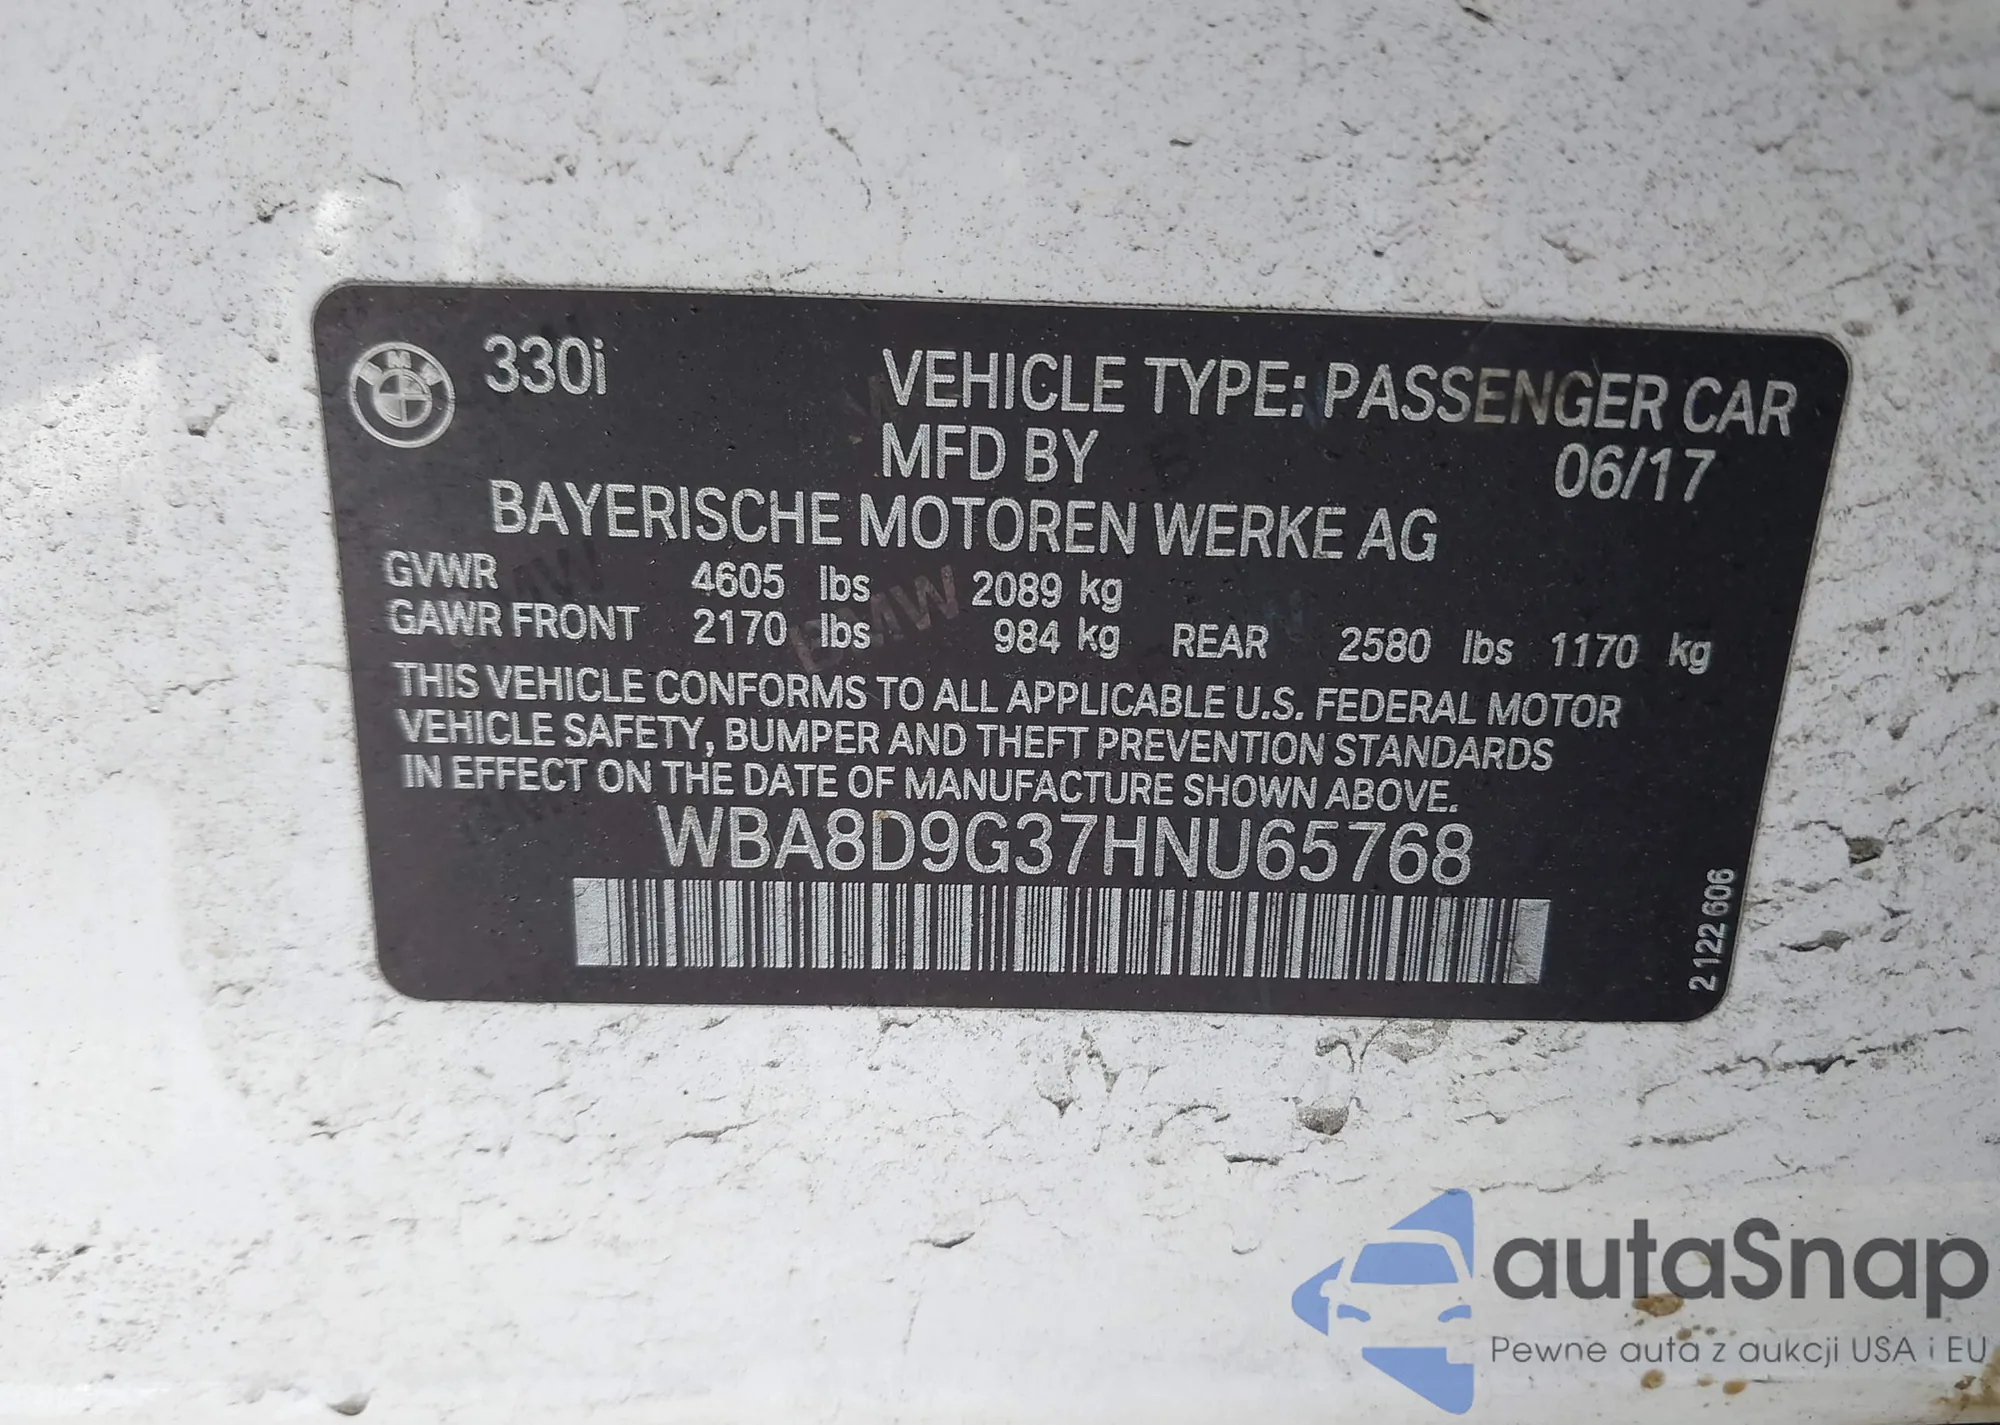 BMW
330i
VEHICLE TYPE: PASSENGER CAR
MFD BY 06/17
BAYERISCHE MOTOREN WERKE AG
GVWR 4605 lbs 2089 kg
GAWR FRONT 2170 lbs 984 kg REAR 2580 lbs 1170 kg
THIS VEHICLE CONFORMS TO ALL APPLICABLE U.S. FEDERAL MOTOR
VEHICLE SAFETY, BUMPER AND THEFT PREVENTION STANDARDS
IN EFFECT ON THE DATE OF MANUFACTURE SHOWN ABOVE.
WBA8D9G37HNU65768
2 122 606
autaSnap
Pewne auta z aukcji USA i EU